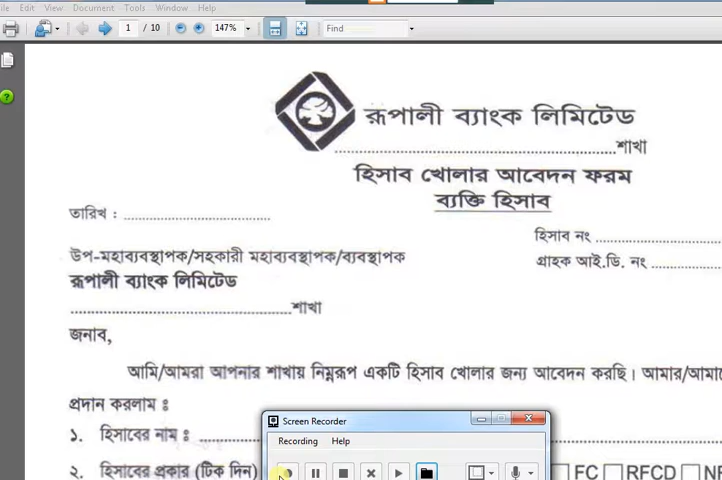 Edit View Document Tools Window Help
1 / 10 147% Find
রূপালী ব্যাংক লিমিটেড
..............................................................শাখা
হিসাব খোলার আবেদন ফরম
ব্যক্তি হিসাব
তারিখ : ................................
হিসাব নং ..............................
উপ-মহাব্যবস্থাপক/সহকারী মহাব্যবস্থাপক/ব্যবস্থাপক
গ্রাহক আই.ডি. নং ..................
রূপালী ব্যাংক লিমিটেড
................................................শাখা
জনাব,
আমি/আমরা আপনার শাখায় নিম্নরূপ একটি হিসাব খোলার জন্য আবেদন করছি। আমার/আমা
প্রদান করলাম ঃ
১. হিসাবের নাম ঃ ..............
২. হিসাবের প্রকার (টিক দিন)
FC RFCD
Screen Recorder
Recording Help